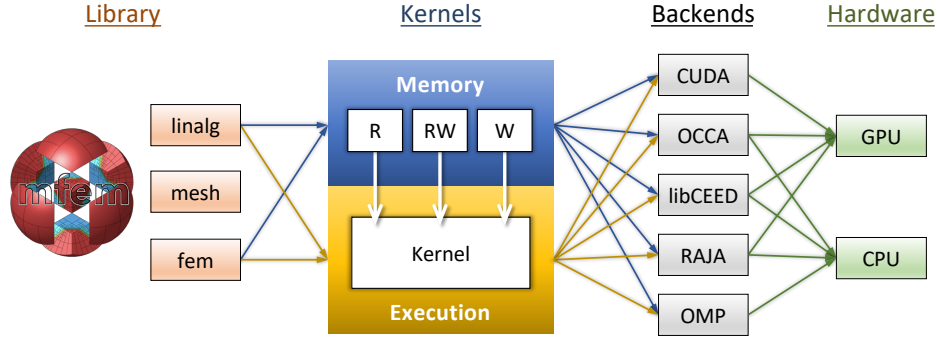 Library
Kernels
Backends
Hardware
mfem
linalg
mesh
fem
Memory
R
RW
W
Kernel
Execution
CUDA
OCCA
libCEED
RAJA
OMP
GPU
CPU